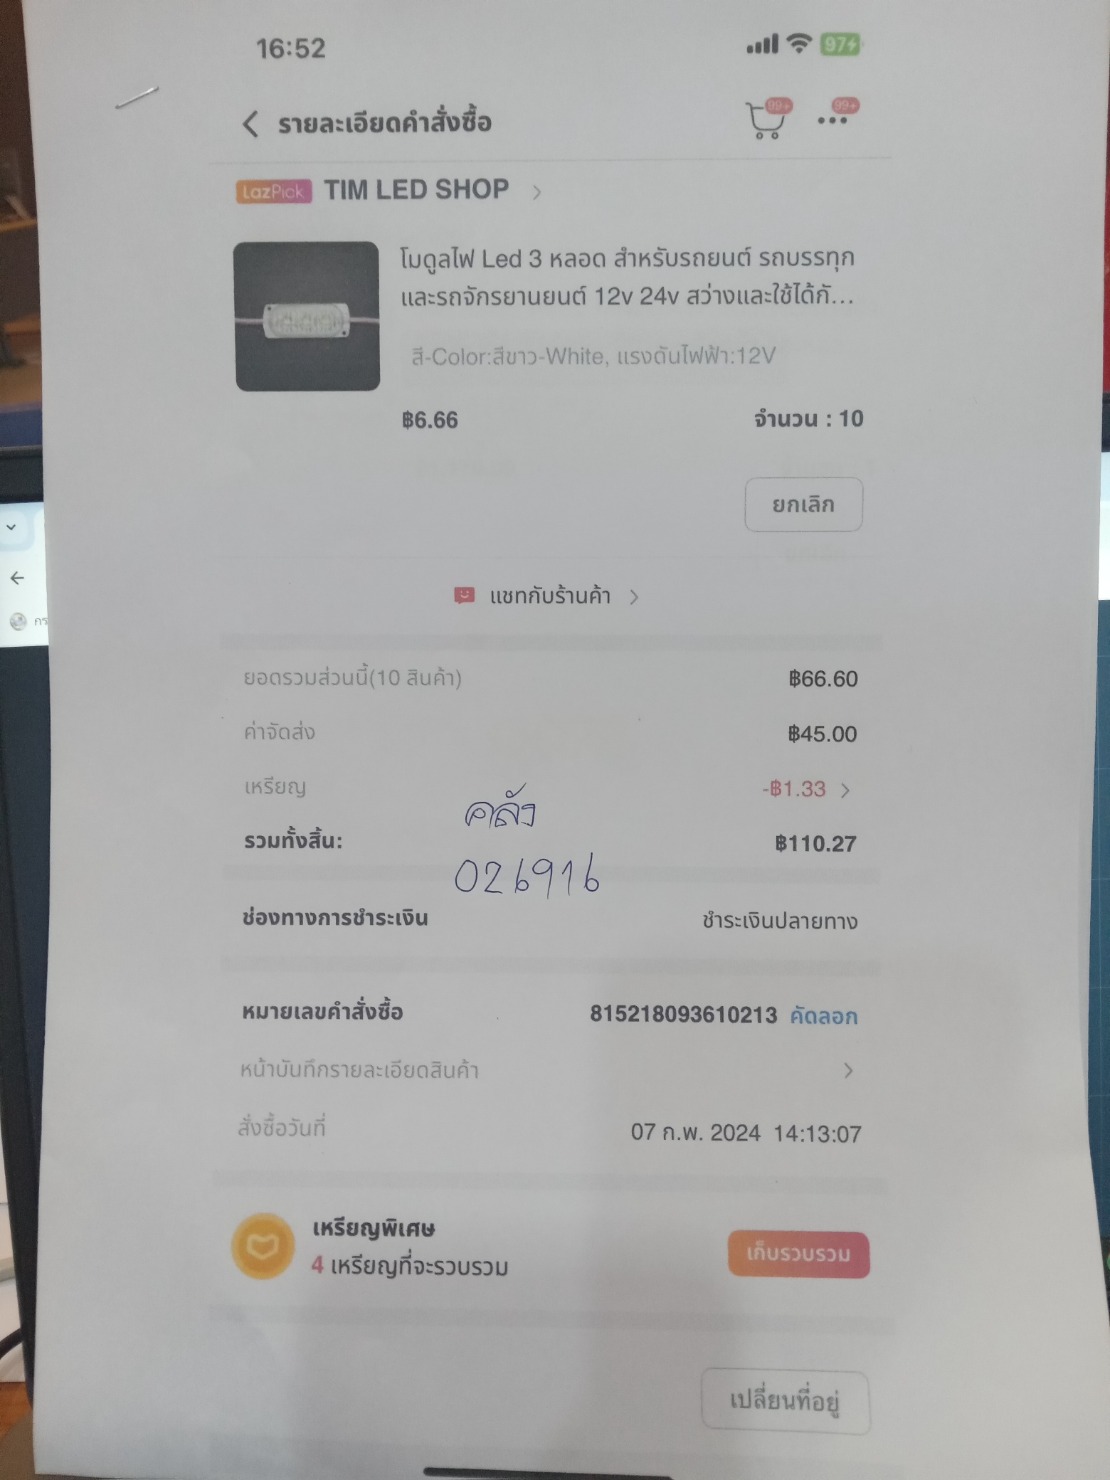 16:52 97
รายละเอียดคำสั่งซื้อ 99+ 99+
LazPick TIM LED SHOP
โมดูลไฟ Led 3 หลอด สำหรับรถยนต์ รถบรรทุก
และรถจักรยานยนต์ 12v 24v สว่างและใช้ได้กั...
สี-Color:สีขาว-White, แรงดันไฟฟ้า:12V
฿6.66 จำนวน : 10
ยกเลิก
แชทกับร้านค้า
ยอดรวมส่วนนี้(10 สินค้า) ฿66.60
ค่าจัดส่ง ฿45.00
เหรียญ -฿1.33
คลัง
รวมทั้งสิ้น: ฿110.27
026916
ช่องทางการชำระเงิน ชำระเงินปลายทาง
หมายเลขคำสั่งซื้อ 815218093610213 คัดลอก
หน้าบันทึกรายละเอียดสินค้า
สั่งซื้อวันที่ 07 ก.พ. 2024 14:13:07
เหรียญพิเศษ
4 เหรียญที่จะรวบรวม เก็บรวบรวม
เปลี่ยนที่อยู่